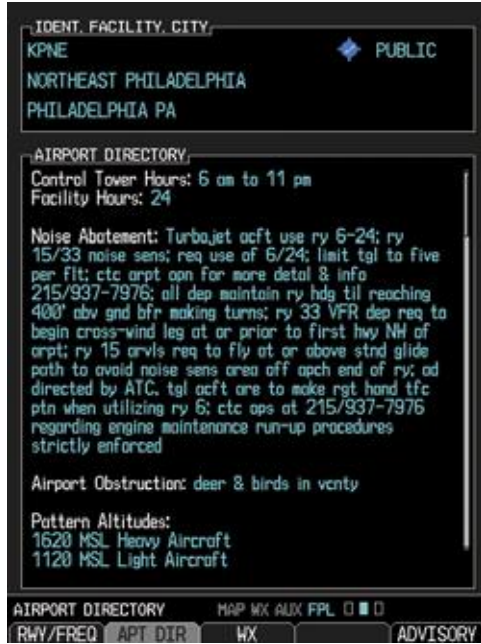 IDENT, FACILITY, CITY
KPNE PUBLIC
NORTHEAST PHILADELPHIA
PHILADELPHIA PA
AIRPORT DIRECTORY
Control Tower Hours: 6 am to 11 pm
Facility Hours: 24
Noise Abatement: Turbojet acft use ry 6-24; ry
15/33 noise sens; req use of 6/24; limit tgl to five
per flt; ctc arpt opn for more detal & info
215/937-7976; all dep maintain ry hdg til reaching
400' abv gnd bfr making turns; ry 33 VFR dep req to
begin cross-wind leg at or prior to first hwy NW of
arpt; ry 15 arvls req to fly at or above stnd glide
path to avoid noise sens area off apch end of ry; ad
directed by ATC. tgl acft are to make rgt hand tfc
ptn when utilizing ry 6; ctc ops at 215/937-7976
regarding engine maintenance run-up procedures
strictly enforced
Airport Obstruction: deer & birds in vcnty
Pattern Altitudes:
1620 MSL Heavy Aircraft
1120 MSL Light Aircraft
AIRPORT DIRECTORY MAP WX AUX FPL
RWY/FREQ APT DIR WX ADVISORY